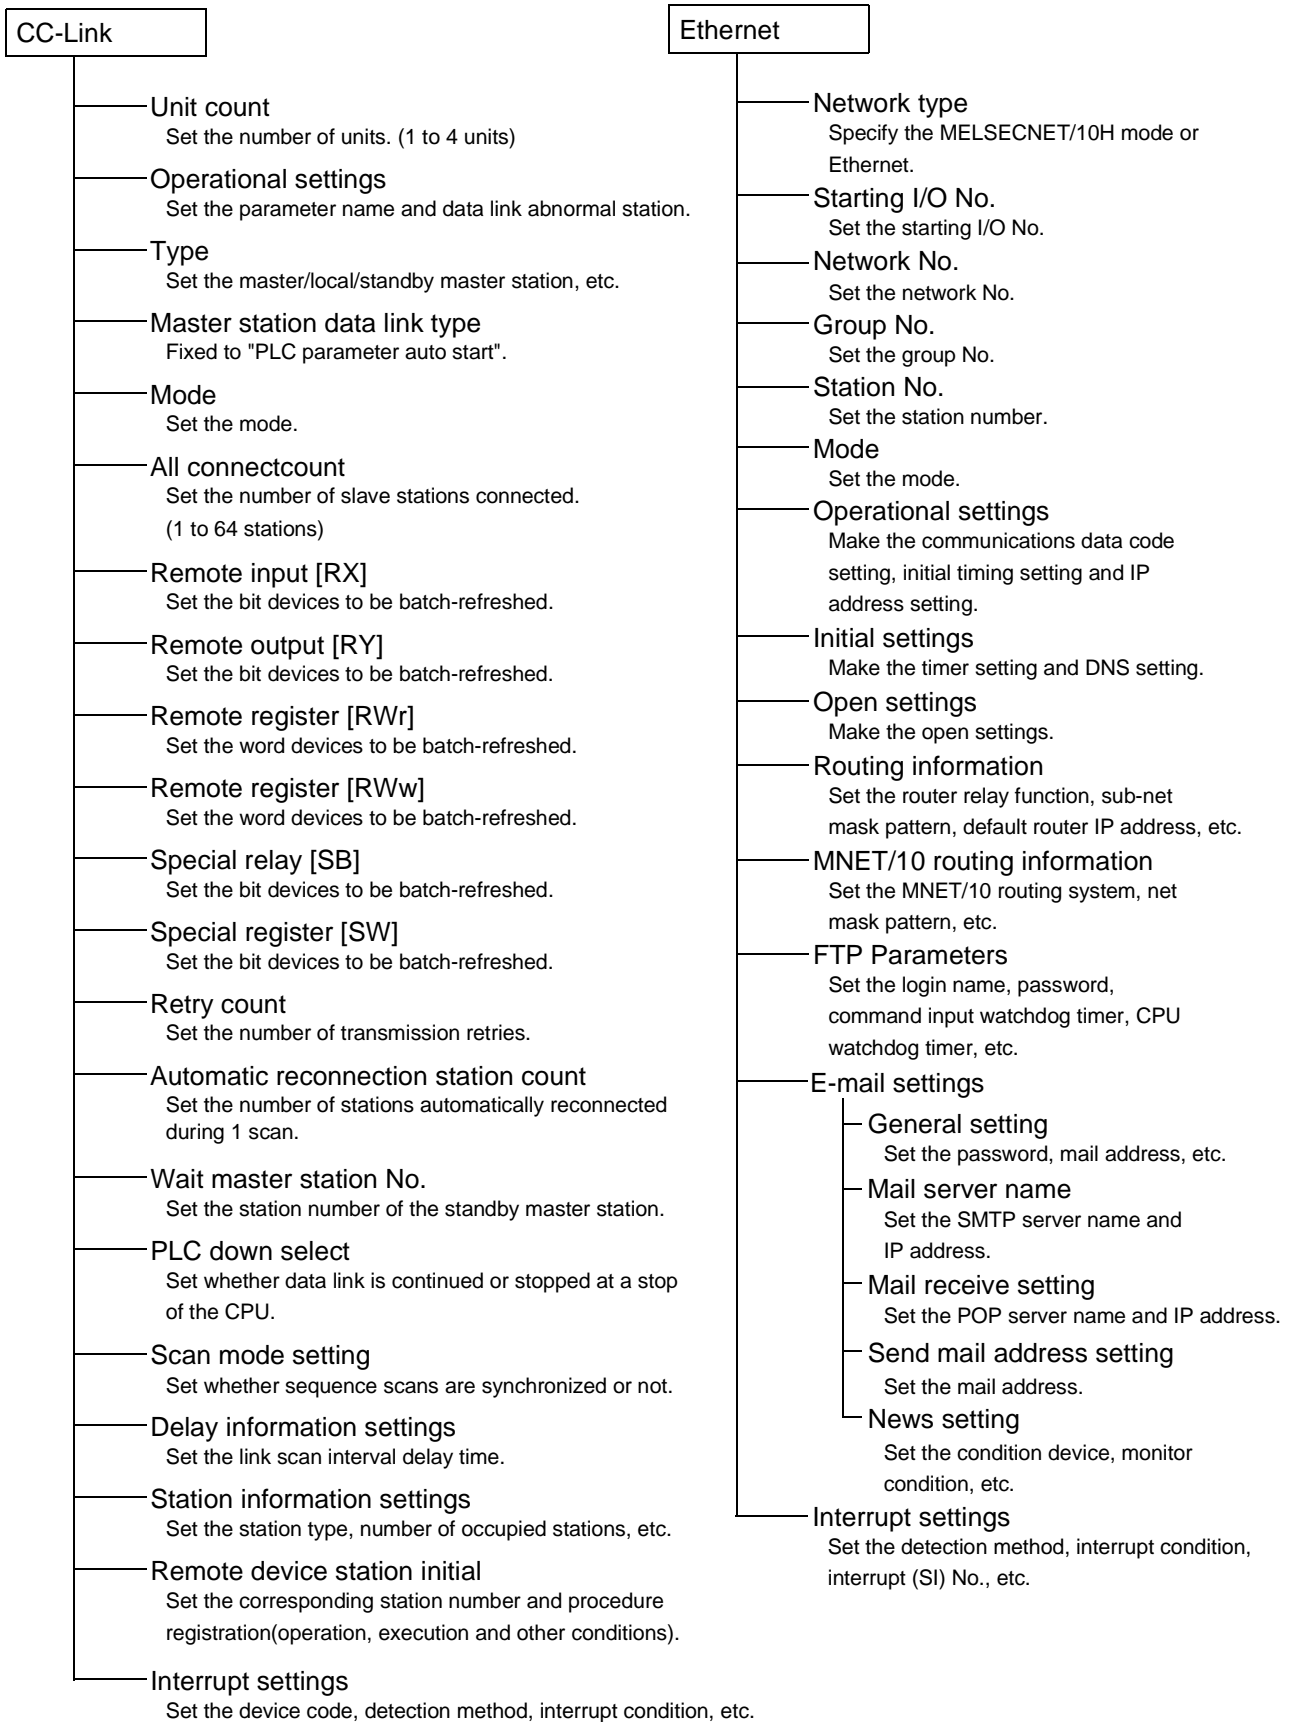 CC-Link
Unit count
Set the number of units. (1 to 4 units)
Operational settings
Set the parameter name and data link abnormal station.
Type
Set the master/local/standby master station, etc.
Master station data link type
Fixed to "PLC parameter auto start".
Mode
Set the mode.
All connectcount
Set the number of slave stations connected.
(1 to 64 stations)
Remote input [RX]
Set the bit devices to be batch-refreshed.
Remote output [RY]
Set the bit devices to be batch-refreshed.
Remote register [RWr]
Set the word devices to be batch-refreshed.
Remote register [RWw]
Set the word devices to be batch-refreshed.
Special relay [SB]
Set the bit devices to be batch-refreshed.
Special register [SW]
Set the bit devices to be batch-refreshed.
Retry count
Set the number of transmission retries.
Automatic reconnection station count
Set the number of stations automatically reconnected
during 1 scan.
Wait master station No.
Set the station number of the standby master station.
PLC down select
Set whether data link is continued or stopped at a stop
of the CPU.
Scan mode setting
Set whether sequence scans are synchronized or not.
Delay information settings
Set the link scan interval delay time.
Station information settings
Set the station type, number of occupied stations, etc.
Remote device station initial
Set the corresponding station number and procedure
registration(operation, execution and other conditions).
Interrupt settings
Set the device code, detection method, interrupt condition, etc.
Ethernet
Network type
Specify the MELSECNET/10H mode or
Ethernet.
Starting I/O No.
Set the starting I/O No.
Network No.
Set the network No.
Group No.
Set the group No.
Station No.
Set the station number.
Mode
Set the mode.
Operational settings
Make the communications data code
setting, initial timing setting and IP
address setting.
Initial settings
Make the timer setting and DNS setting.
Open settings
Make the open settings.
Routing information
Set the router relay function, sub-net
mask pattern, default router IP address, etc.
MNET/10 routing information
Set the MNET/10 routing system, net
mask pattern, etc.
FTP Parameters
Set the login name, password,
command input watchdog timer, CPU
watchdog timer, etc.
E-mail settings
General setting
Set the password, mail address, etc.
Mail server name
Set the SMTP server name and
IP address.
Mail receive setting
Set the POP server name and IP address.
Send mail address setting
Set the mail address.
News setting
Set the condition device, monitor
condition, etc.
Interrupt settings
Set the detection method, interrupt condition,
interrupt (SI) No., etc.